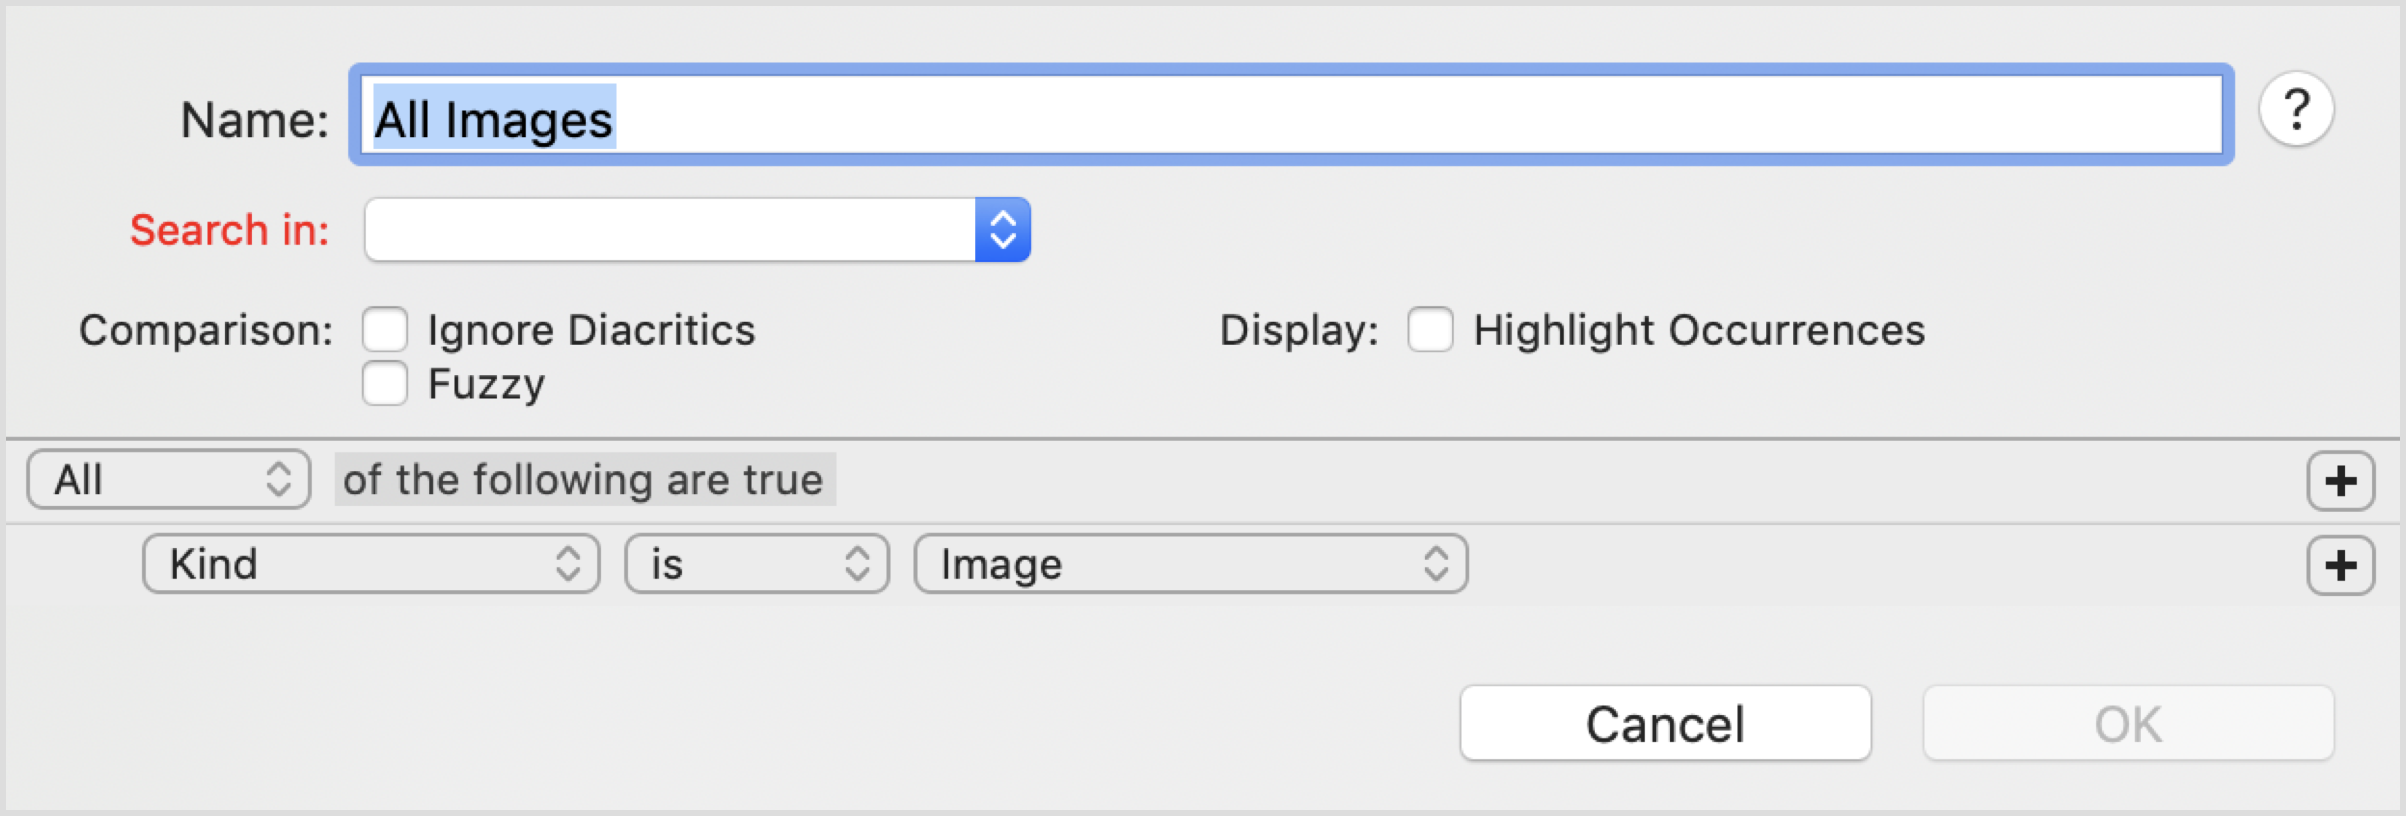 Name: All Images ?
Search in:
Comparison: Ignore Diacritics Display: Highlight Occurrences
Fuzzy
All of the following are true +
Kind is Image +
Cancel OK